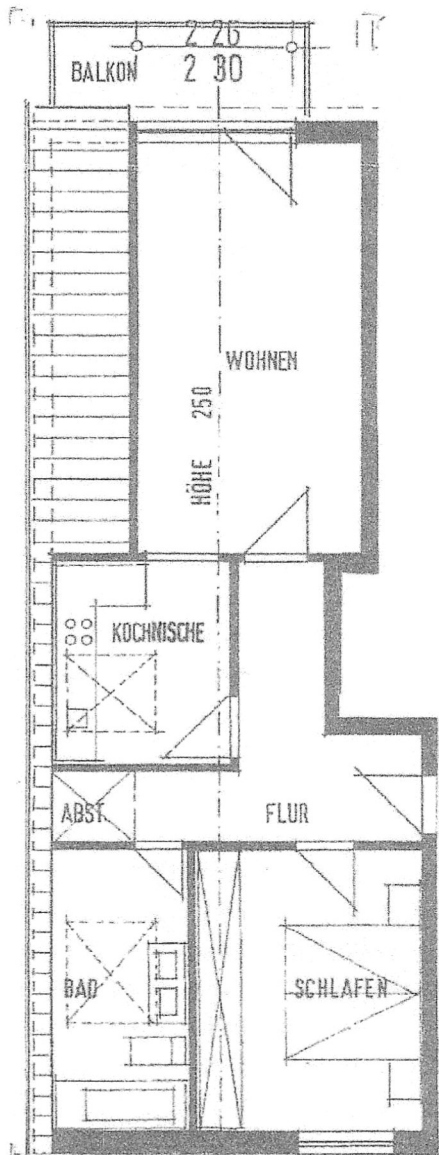 2 26
BALKON 2 30
WOHNEN
HÖHE 250
KOCHNISCHE
ABST
FLUR
BAD
SCHLAFEN